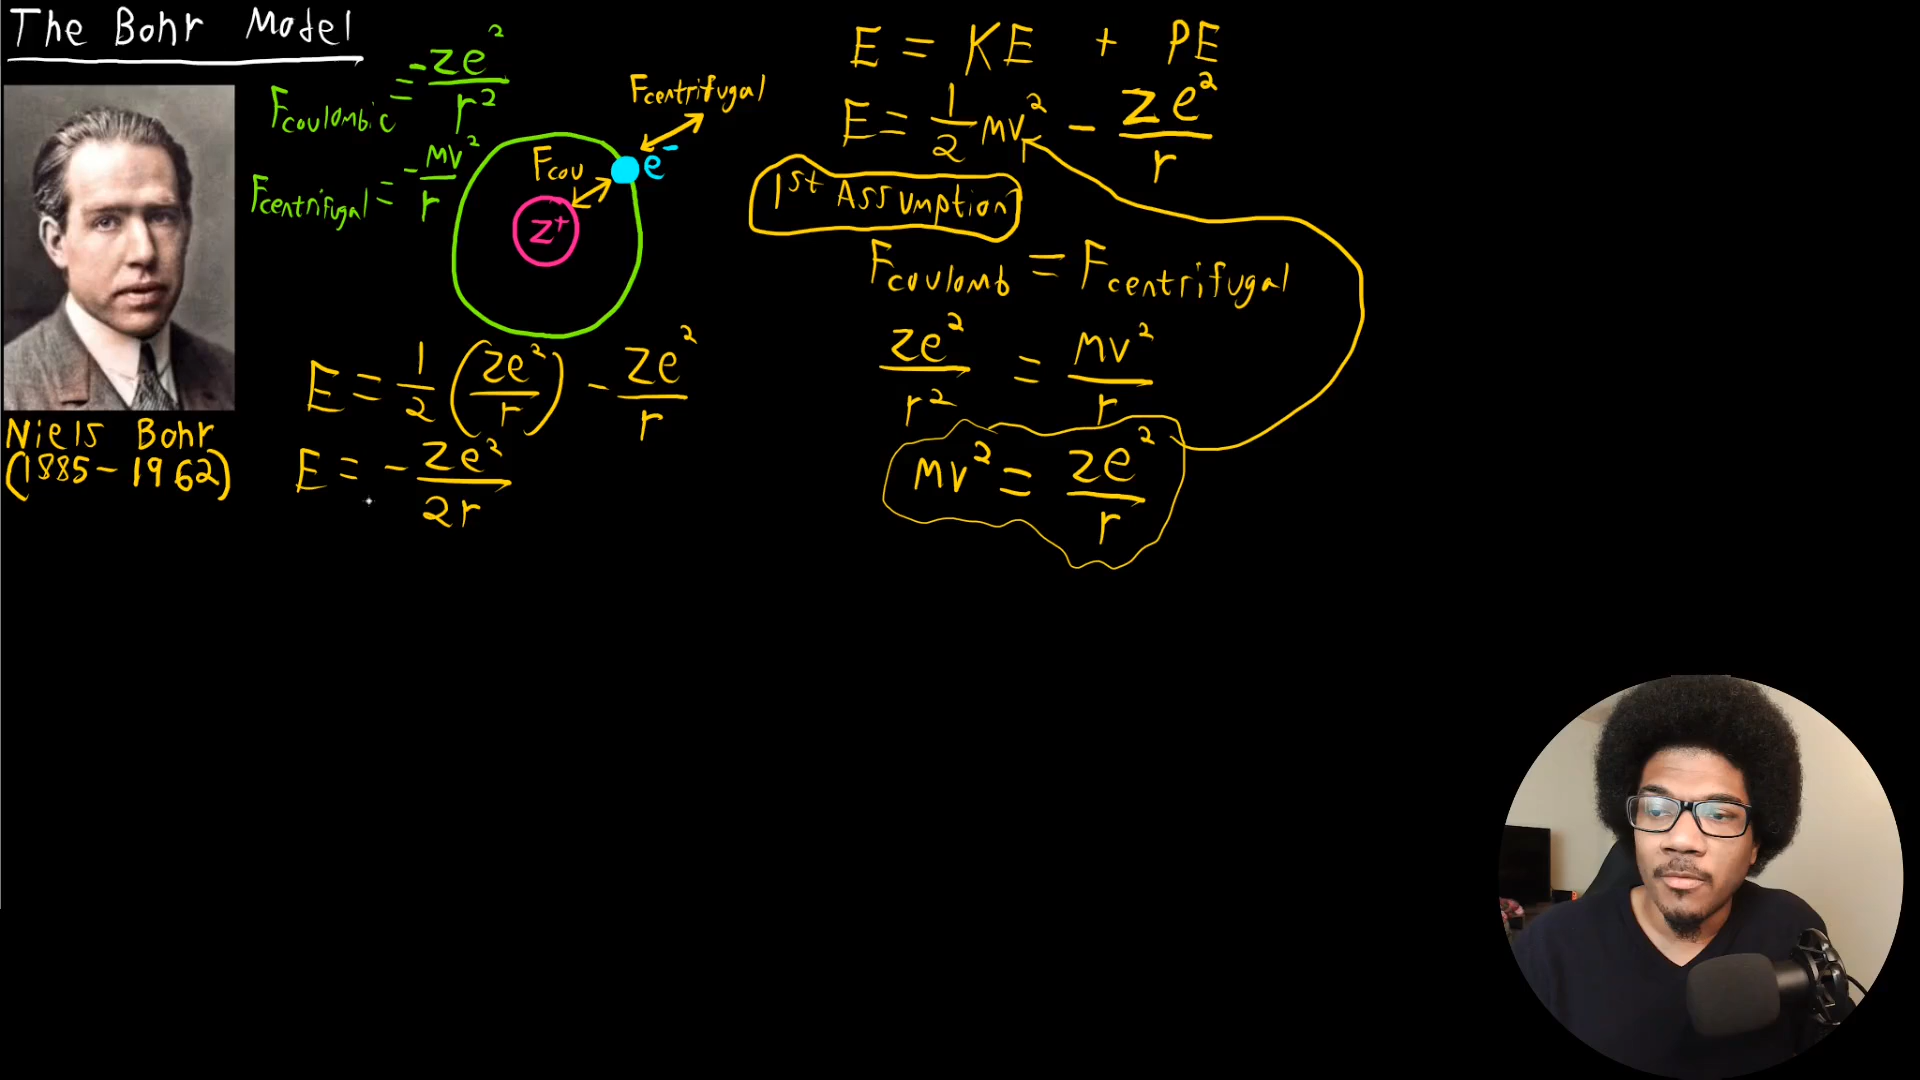 The Bohr Model
Fcoulombic = -Ze²/r²
Fcentrifugal = -mv²/r
Fcentrifugal
Fcou
e⁻
Z⁺
Niels Bohr
(1885-1962)
E = 1/2 (Ze²/r) - Ze²/r
E = - Ze²/2r
E = KE + PE
E = 1/2 mv² - Ze²/r
1st Assumption
Fcoulomb = Fcentrifugal
Ze²/r² = mv²/r
mv² = Ze²/r